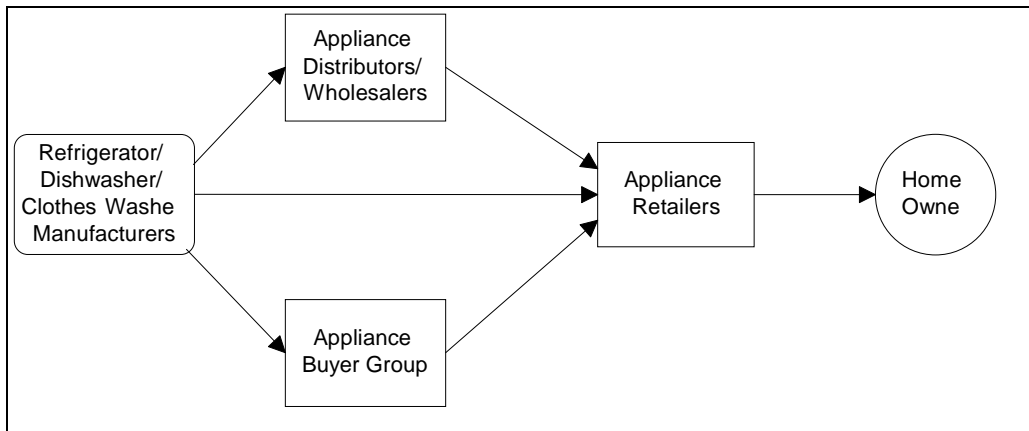 Appliance
Distributors/
Wholesalers
Refrigerator/
Dishwasher/
Clothes Washe
Manufacturers
Appliance
Retailers
Home
Owne
Appliance
Buyer Group